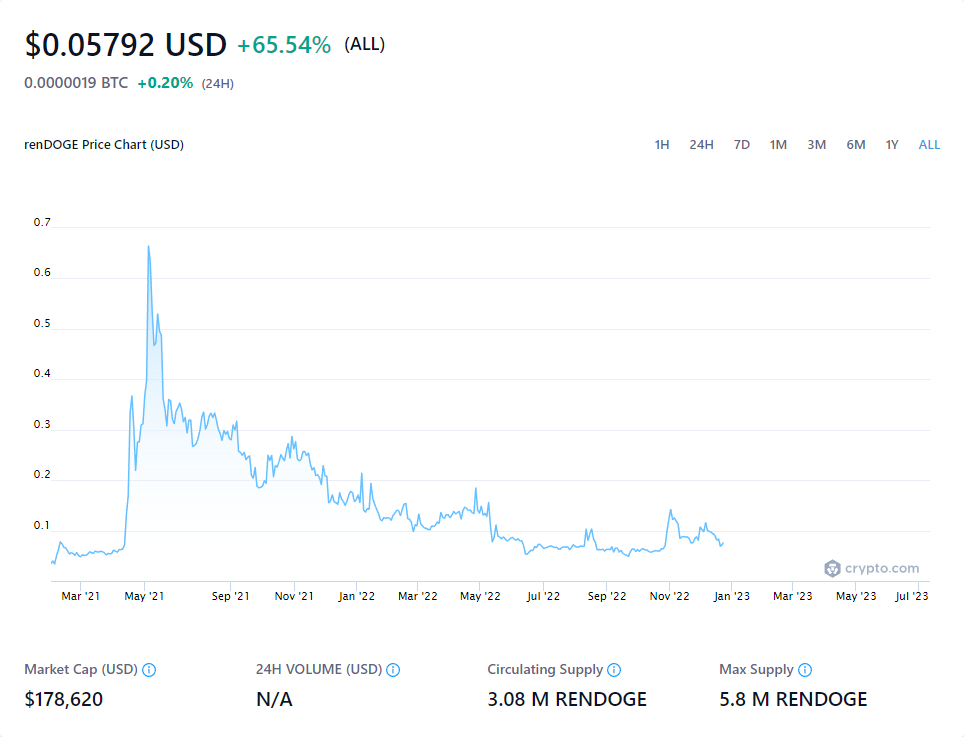 $0.05792 USD +65.54% (ALL)
0.0000019 BTC +0.20% (24H)
renDOGE Price Chart (USD) 1H 24H 7D 1M 3M 6M 1Y ALL
0.7
0.6
0.5
0.4
0.3
0.2
0.1
crypto.com
Mar '21 May '21 Sep '21 Nov '21 Jan '22 Mar '22 May '22 Jul '22 Sep '22 Nov '22 Jan '23 Mar '23 May '23 Jul '23
Market Cap (USD) 24H VOLUME (USD) Circulating Supply Max Supply
$178,620 N/A 3.08 M RENDOGE 5.8 M RENDOGE